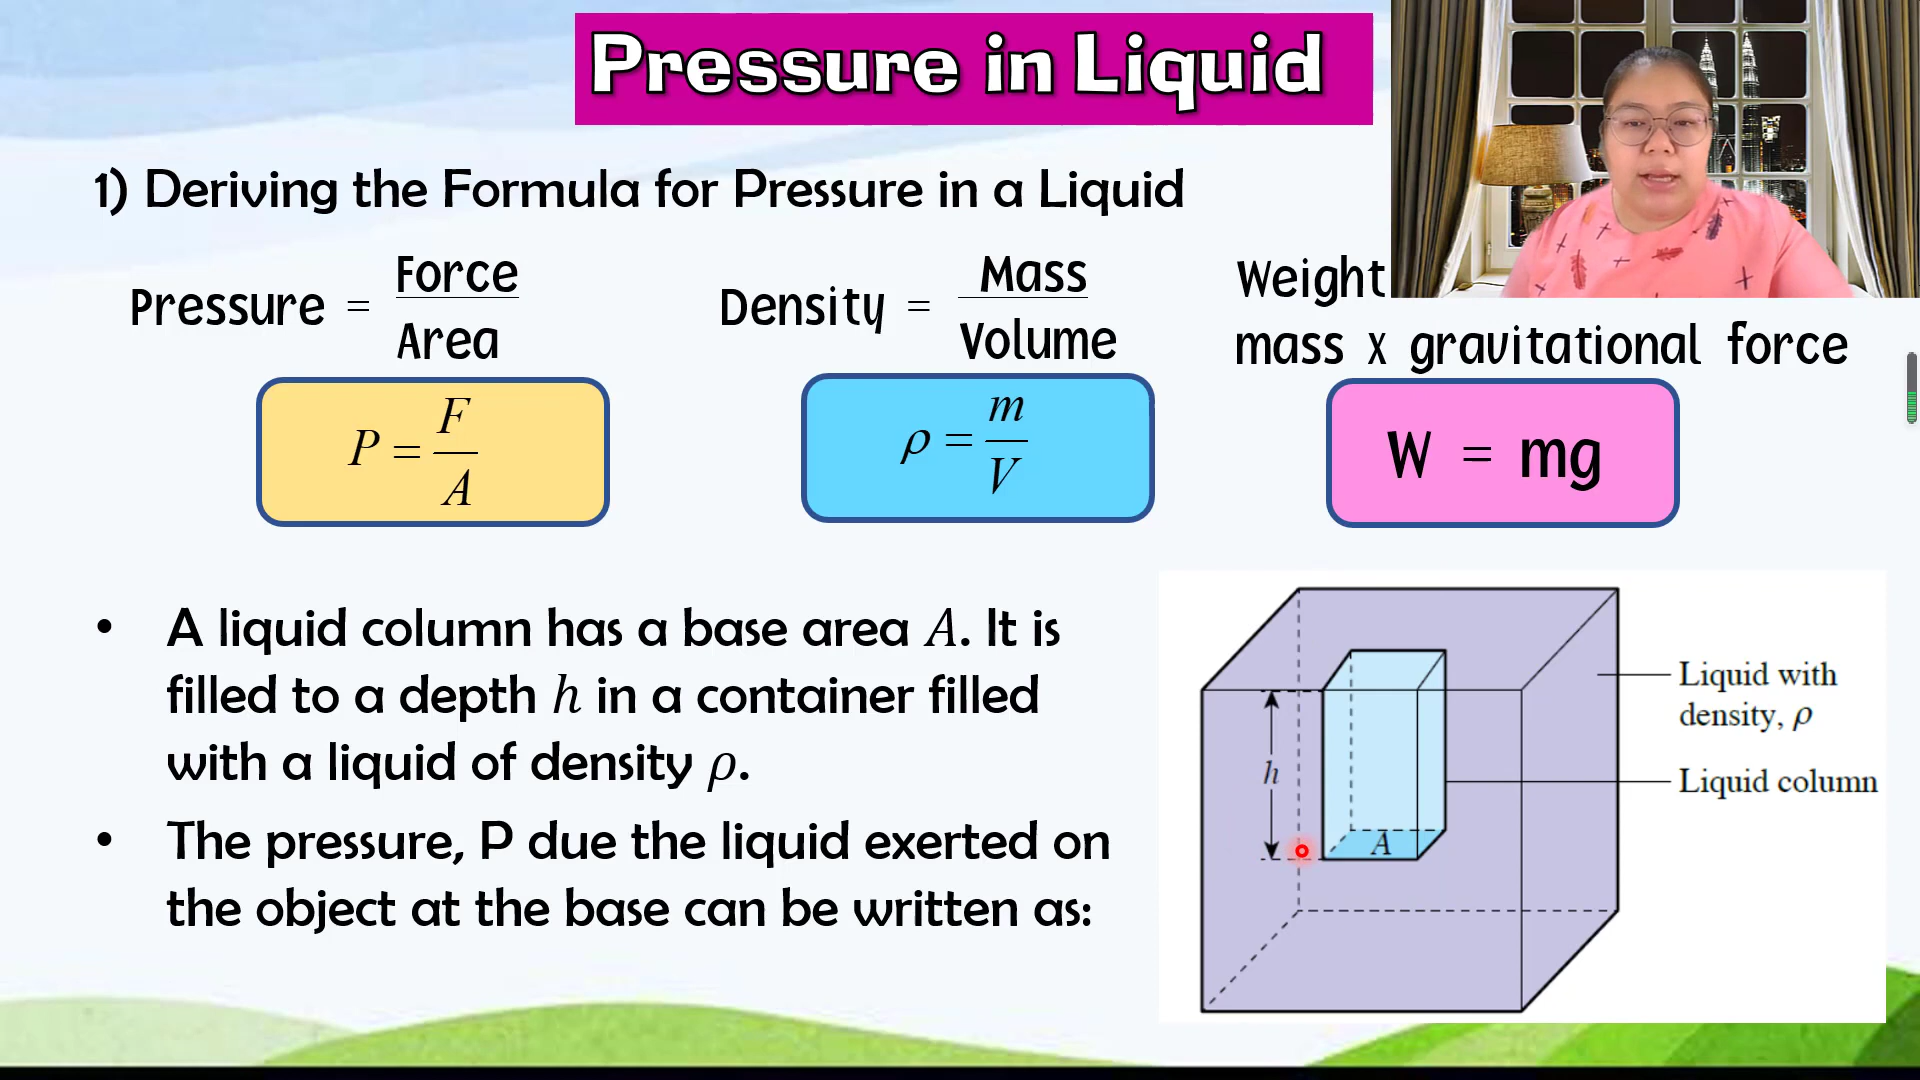 Pressure in Liquid
1) Deriving the Formula for Pressure in a Liquid
Pressure = Force
Area
Density = Mass
Volume
Weight
mass x gravitational force
P = F
A
ρ = m
V
W = mg
• A liquid column has a base area A. It is
filled to a depth h in a container filled
with a liquid of density ρ.
• The pressure, P due the liquid exerted on
the object at the base can be written as:
Liquid with
density, ρ
h
Liquid column
A